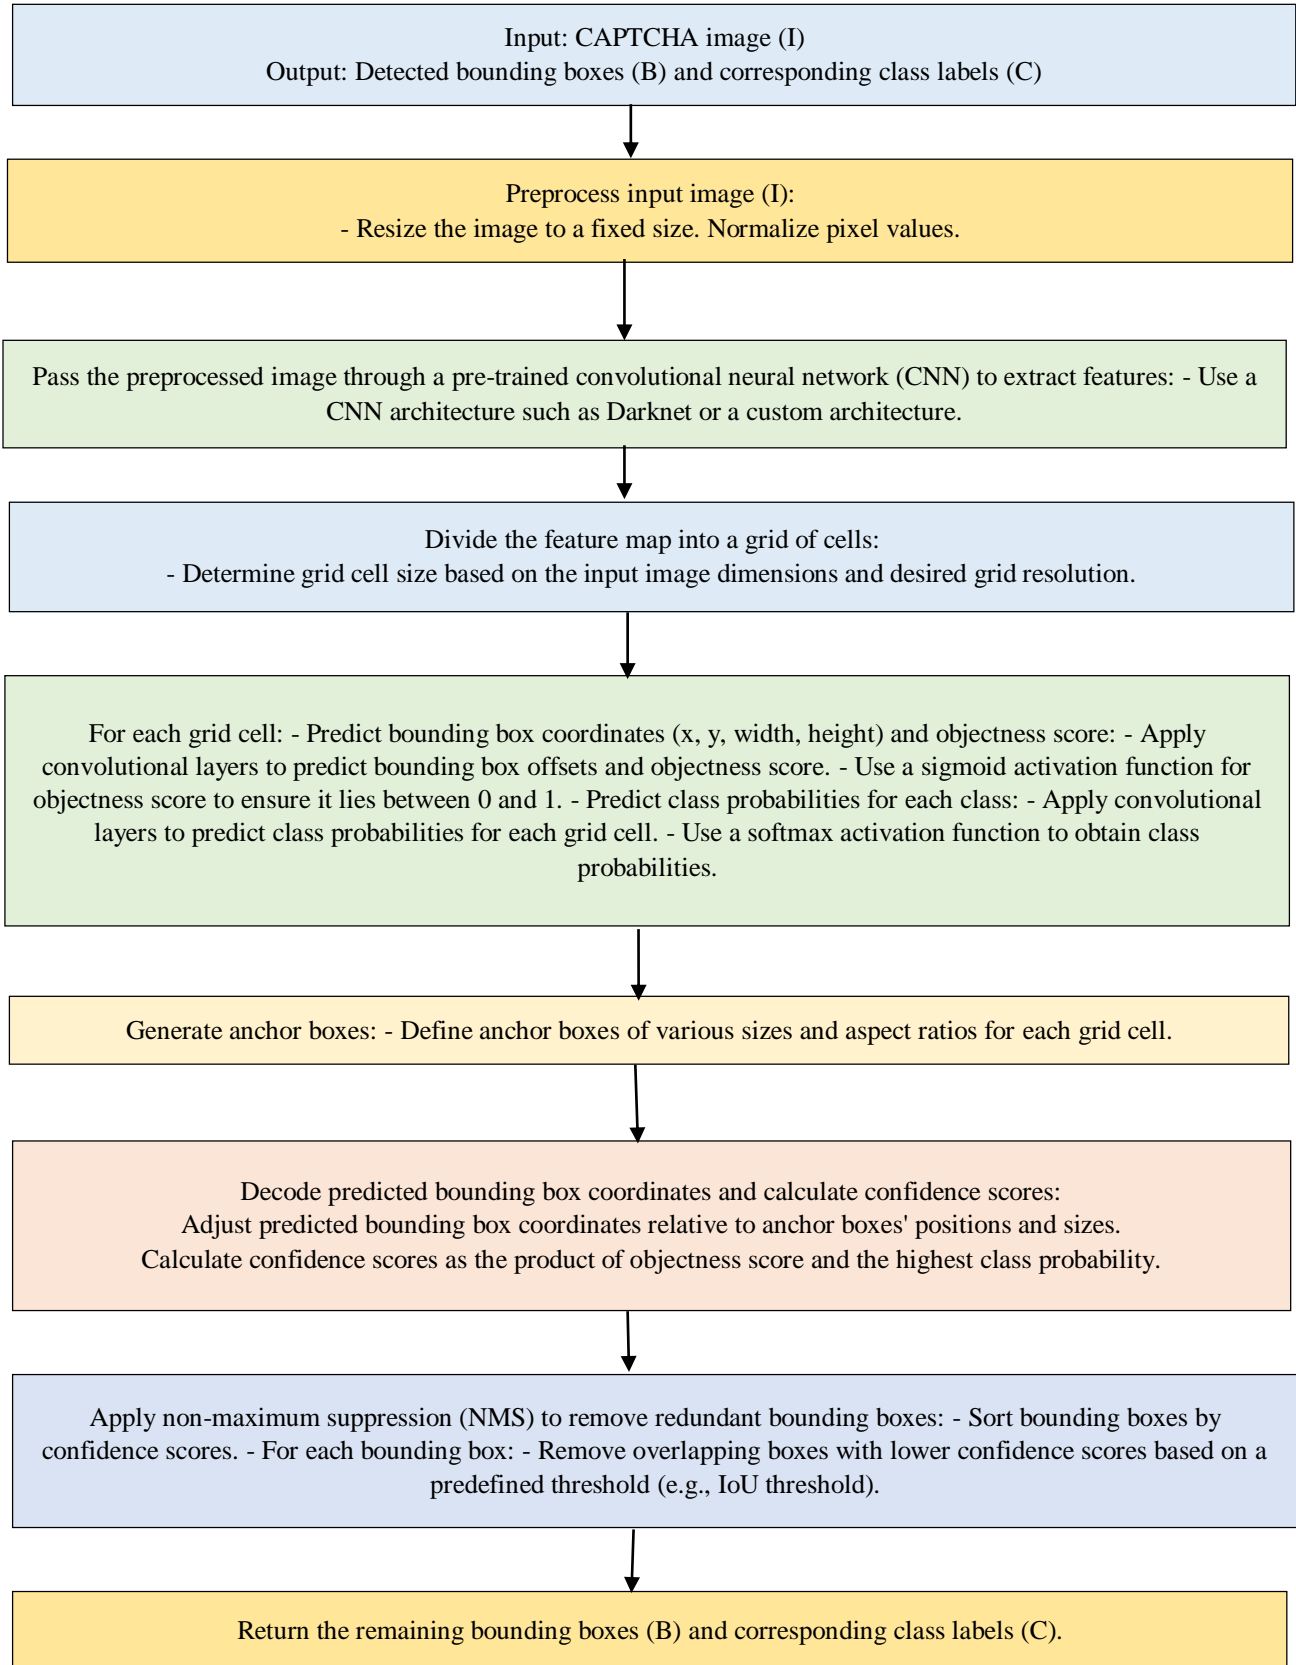 Input: CAPTCHA image (I)
Output: Detected bounding boxes (B) and corresponding class labels (C)
Preprocess input image (I):
- Resize the image to a fixed size. Normalize pixel values.
Pass the preprocessed image through a pre-trained convolutional neural network (CNN) to extract features: - Use a
CNN architecture such as Darknet or a custom architecture.
Divide the feature map into a grid of cells:
- Determine grid cell size based on the input image dimensions and desired grid resolution.
For each grid cell: - Predict bounding box coordinates (x, y, width, height) and objectness score: - Apply
convolutional layers to predict bounding box offsets and objectness score. - Use a sigmoid activation function for
objectness score to ensure it lies between 0 and 1. - Predict class probabilities for each class: - Apply convolutional
layers to predict class probabilities for each grid cell. - Use a softmax activation function to obtain class
probabilities.
Generate anchor boxes: - Define anchor boxes of various sizes and aspect ratios for each grid cell.
Decode predicted bounding box coordinates and calculate confidence scores:
Adjust predicted bounding box coordinates relative to anchor boxes' positions and sizes.
Calculate confidence scores as the product of objectness score and the highest class probability.
Apply non-maximum suppression (NMS) to remove redundant bounding boxes: - Sort bounding boxes by
confidence scores. - For each bounding box: - Remove overlapping boxes with lower confidence scores based on a
predefined threshold (e.g., IoU threshold).
Return the remaining bounding boxes (B) and corresponding class labels (C).